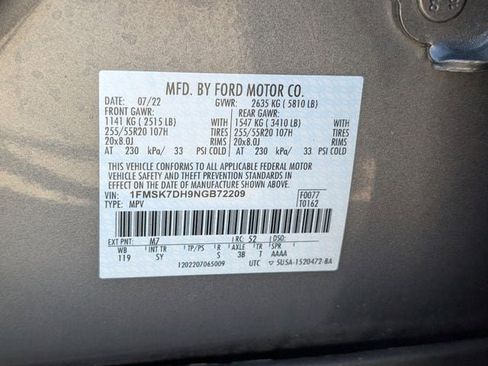 MFD. BY FORD MOTOR CO.
DATE: 07/22 GVWR: 2635 KG ( 5810 LB)
FRONT GAWR: REAR GAWR:
1141 KG ( 2515 LB) WITH 1547 KG ( 3410 LB) WITH
255/55R20 107H TIRES 255/55R20 107H TIRES
20x8.0J RIMS 20x8.0J RIMS
AT 230 kPa/ 33 PSI COLD AT 230 kPa/ 33 PSI COLD
THIS VEHICLE CONFORMS TO ALL APPLICABLE FEDERAL MOTOR
VEHICLE SAFETY STANDARDS AND THEFT PREVENTION STANDARD IN
EFFECT ON THE DATE OF MANUFACTURE SHOWN ABOVE.
VIN: 1FMSK7DH9NGB72209 F0077
TYPE: MPV T0162
EXT PNT: M7 RC: 52 DSO:
WB INT TR TP/PS R AXLE TR SPR
119 SY S 3B T AAAA
1202207065009 UTC 5USA-1520472-BA